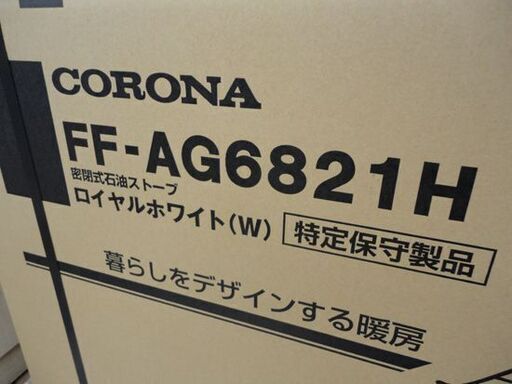 CORONA
FF-AG6821H
密閉式石油ストーブ
ロイヤルホワイト(W)
特定保守製品
暮らしをデザインする暖房